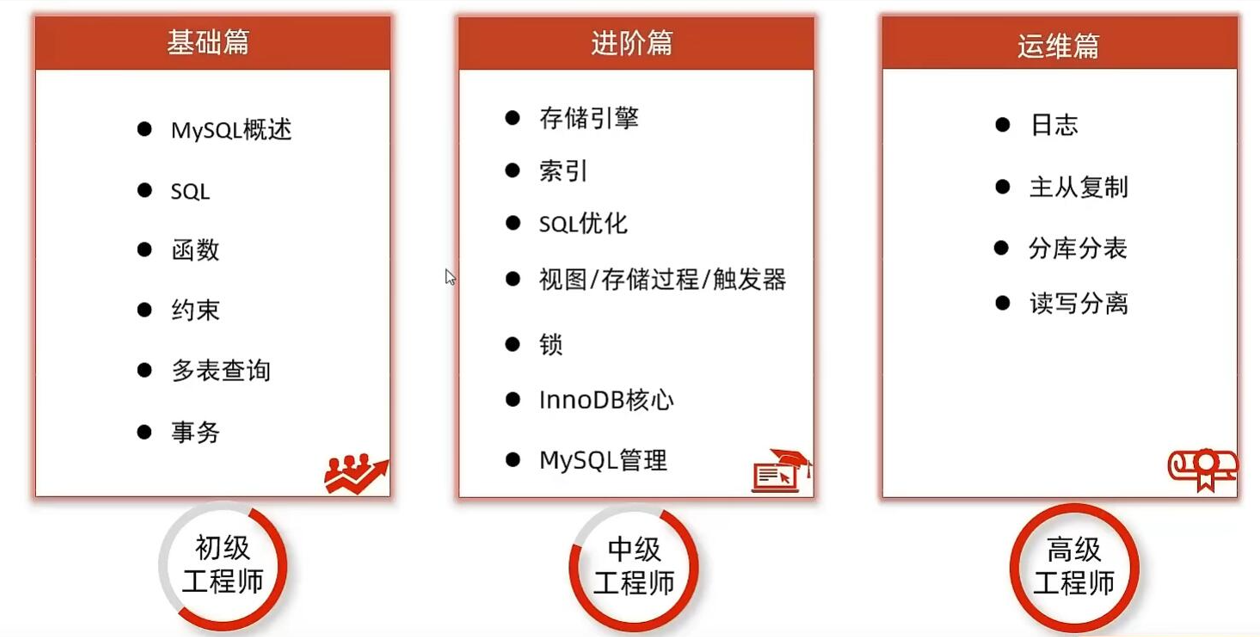 基础篇
MySQL概述
SQL
函数
约束
多表查询
事务
初级
工程师
进阶篇
存储引擎
索引
SQL优化
视图/存储过程/触发器
锁
InnoDB核心
MySQL管理
中级
工程师
运维篇
日志
主从复制
分库分表
读写分离
高级
工程师